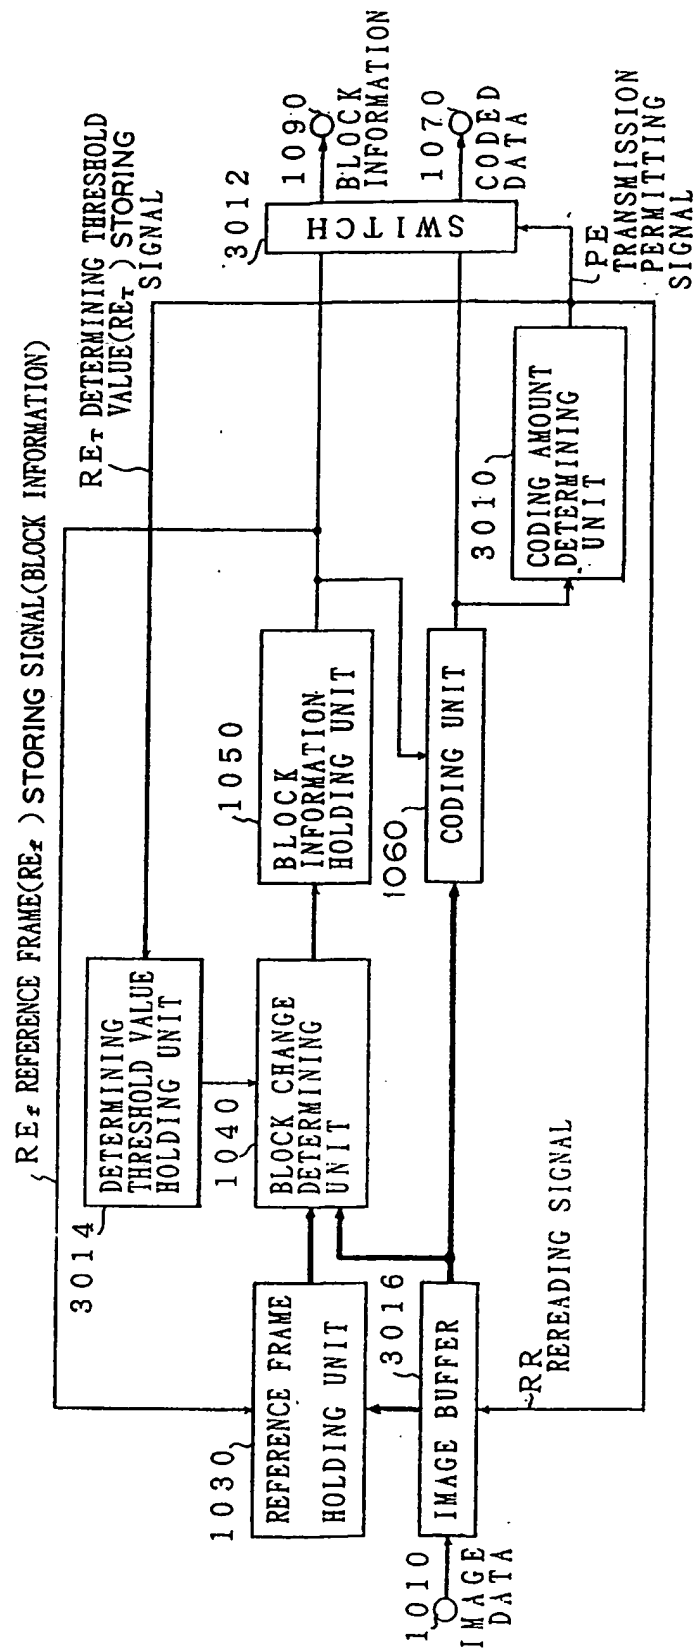 RE_f REFERENCE FRAME(RE_f ) STORING SIGNAL(BLOCK INFORMATION)
RE_T DETERMINING THRESHOLD
VALUE(RE_T ) STORING
SIGNAL
3014
DETERMINING
THRESHOLD VALUE
HOLDING UNIT
1030
REFERENCE FRAME
HOLDING UNIT
1040
BLOCK CHANGE
DETERMINING
UNIT
1050
BLOCK
INFORMATION
HOLDING UNIT
3012
SWITCH
1090
BLOCK
INFORMATION
1010
IMAGE
DATA
3016
IMAGE BUFFER
1060
CODING UNIT
1070
CODED
DATA
3010
CODING AMOUNT
DETERMINING
UNIT
PE
TRANSMISSION
PERMITTING
SIGNAL
RR
REREADING SIGNAL